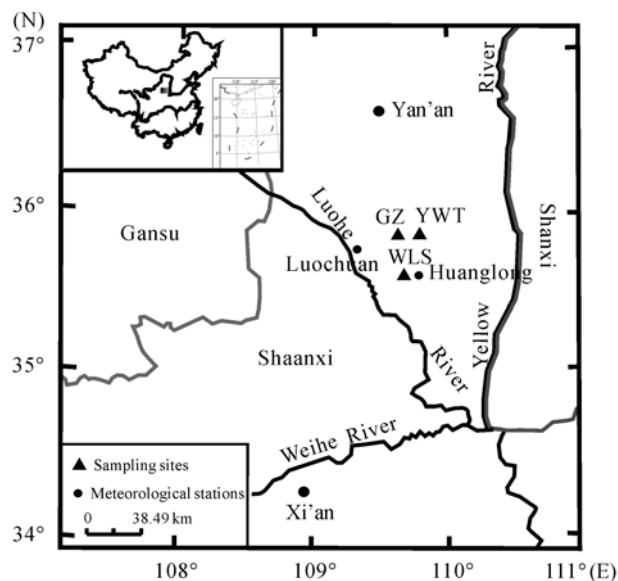 (N)
37°
36°
35°
34°
Yan'an
River
Shanxi
Yellow
Luohe
River
GZ YWT
WLS
Luochuan
Huanglong
Gansu
Shaanxi
Weihe River
Xi'an
Sampling sites
Meteorological stations
0 38.49 km
108° 109° 110° 111° (E)